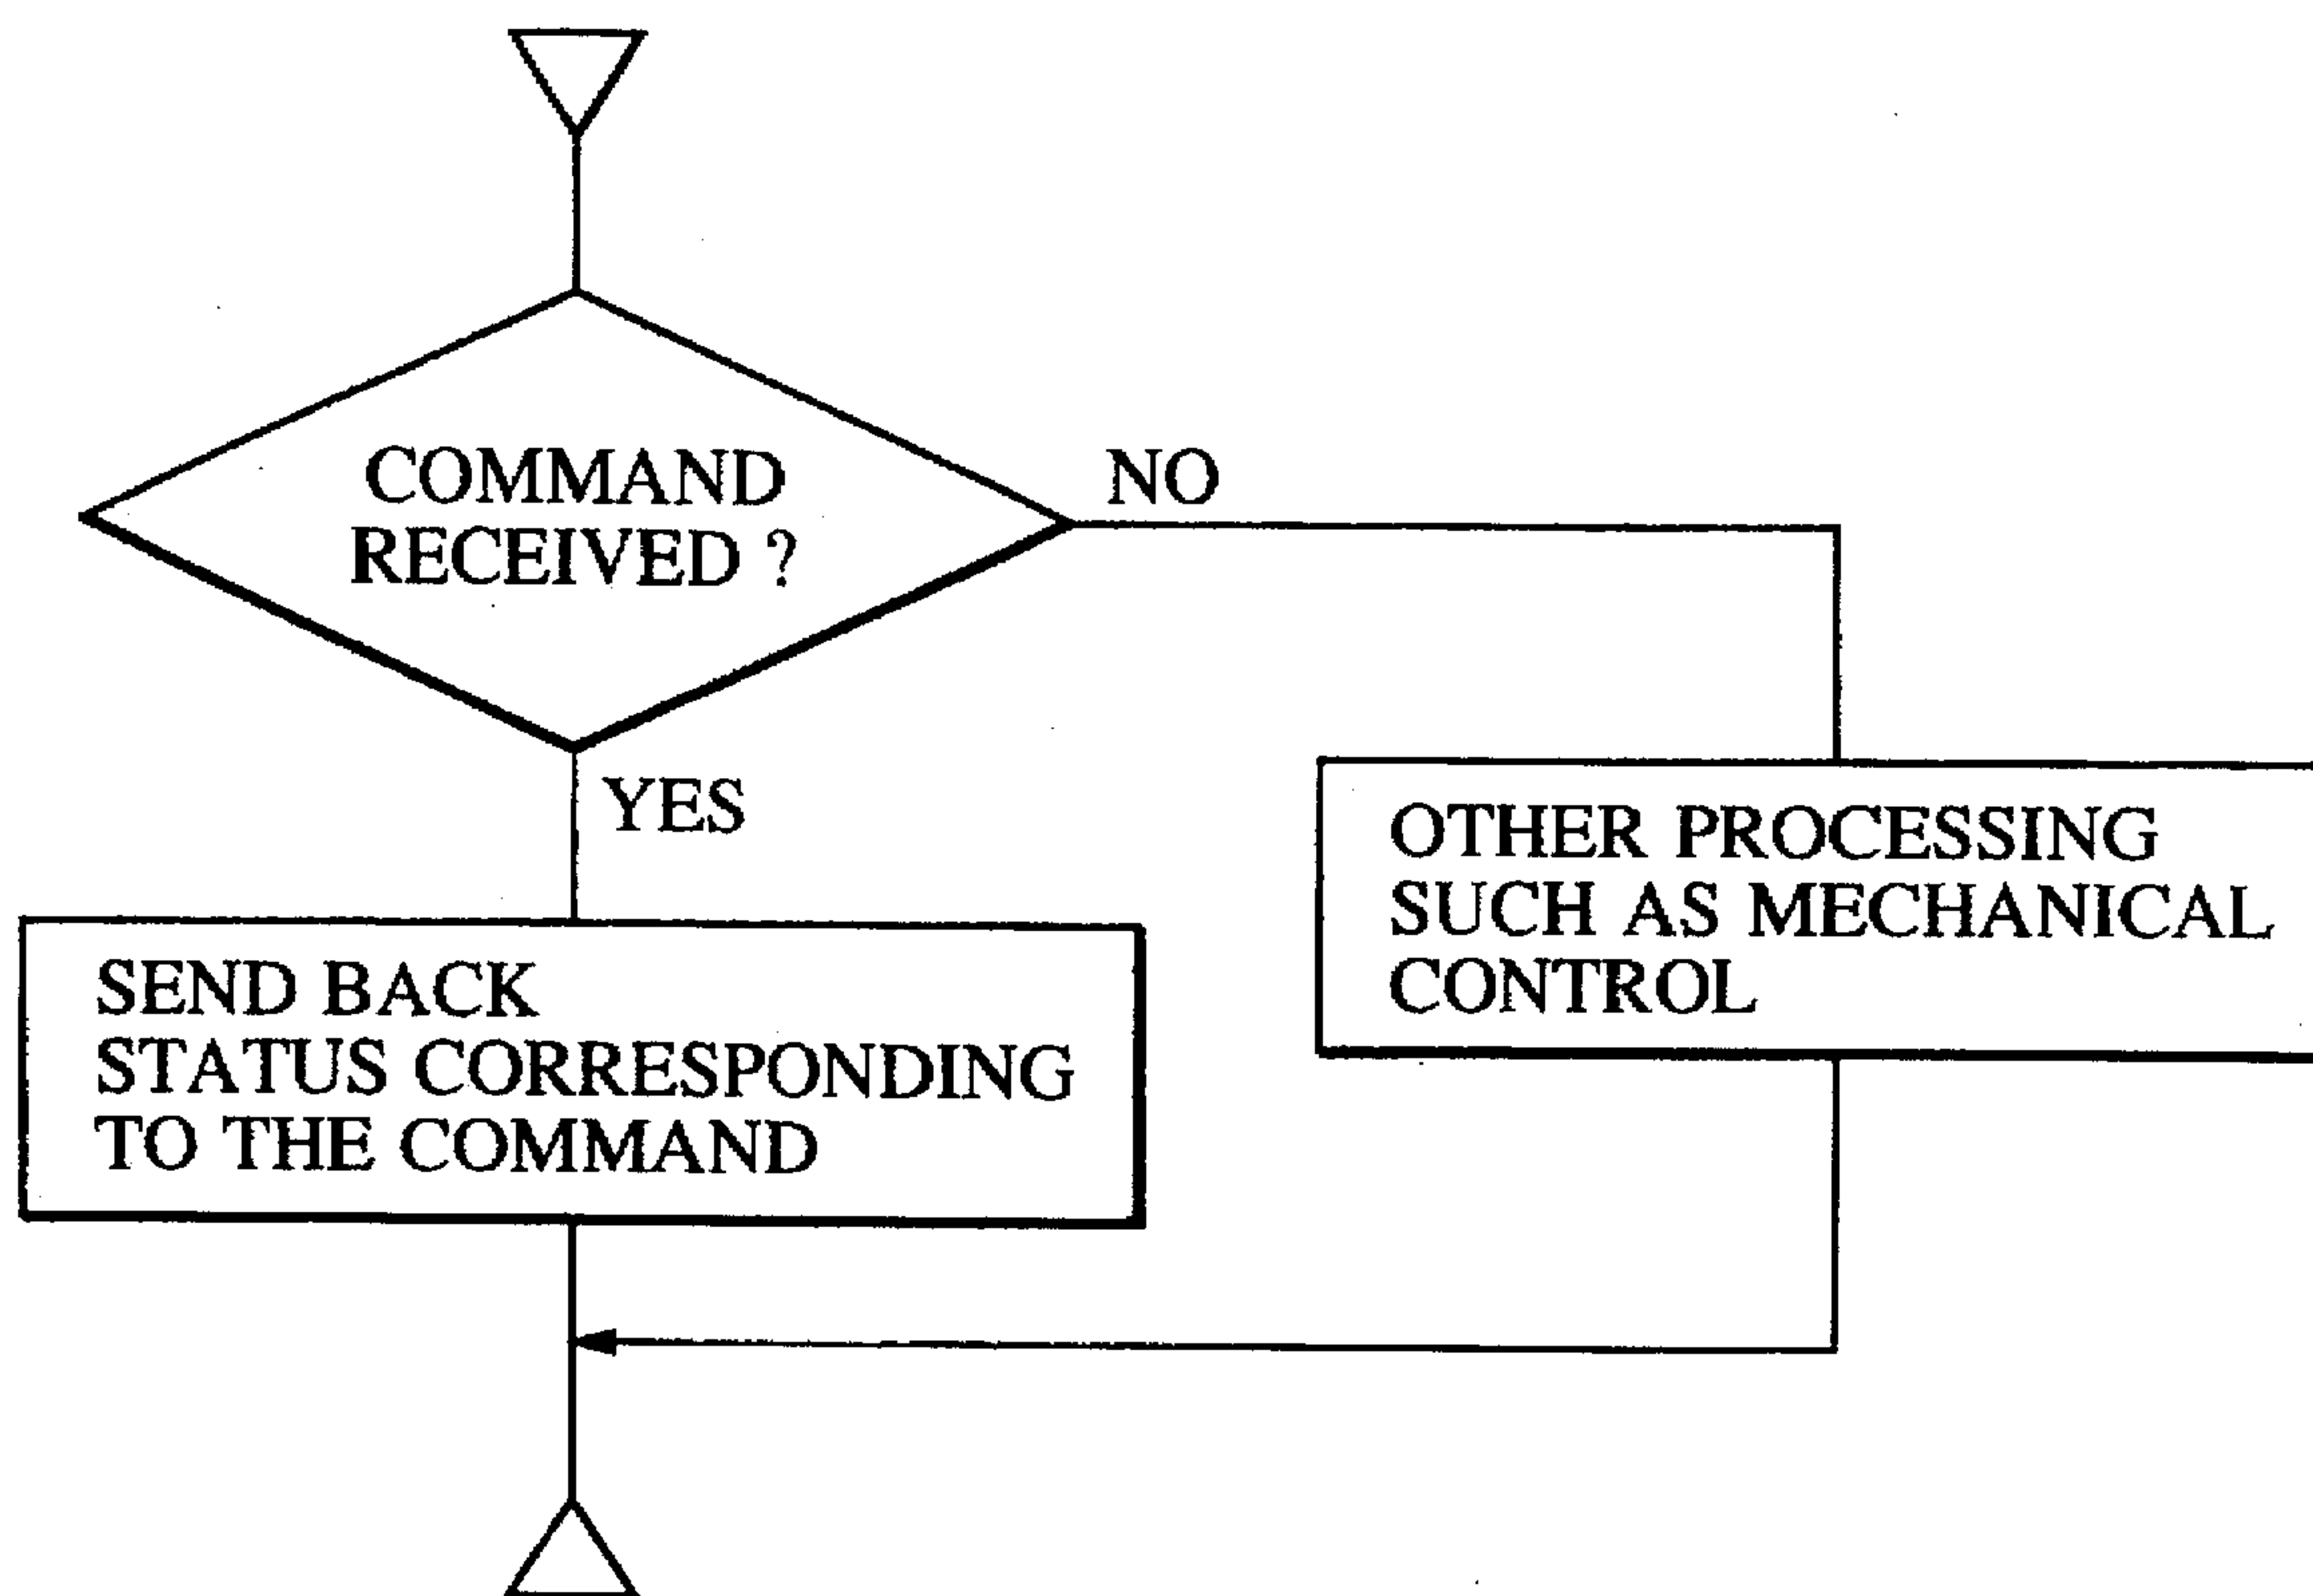 COMMAND
RECEIVED ?
NO
YES
OTHER PROCESSING
SUCH AS MECHANICAL
CONTROL
SEND BACK
STATUS CORRESPONDING
TO THE COMMAND